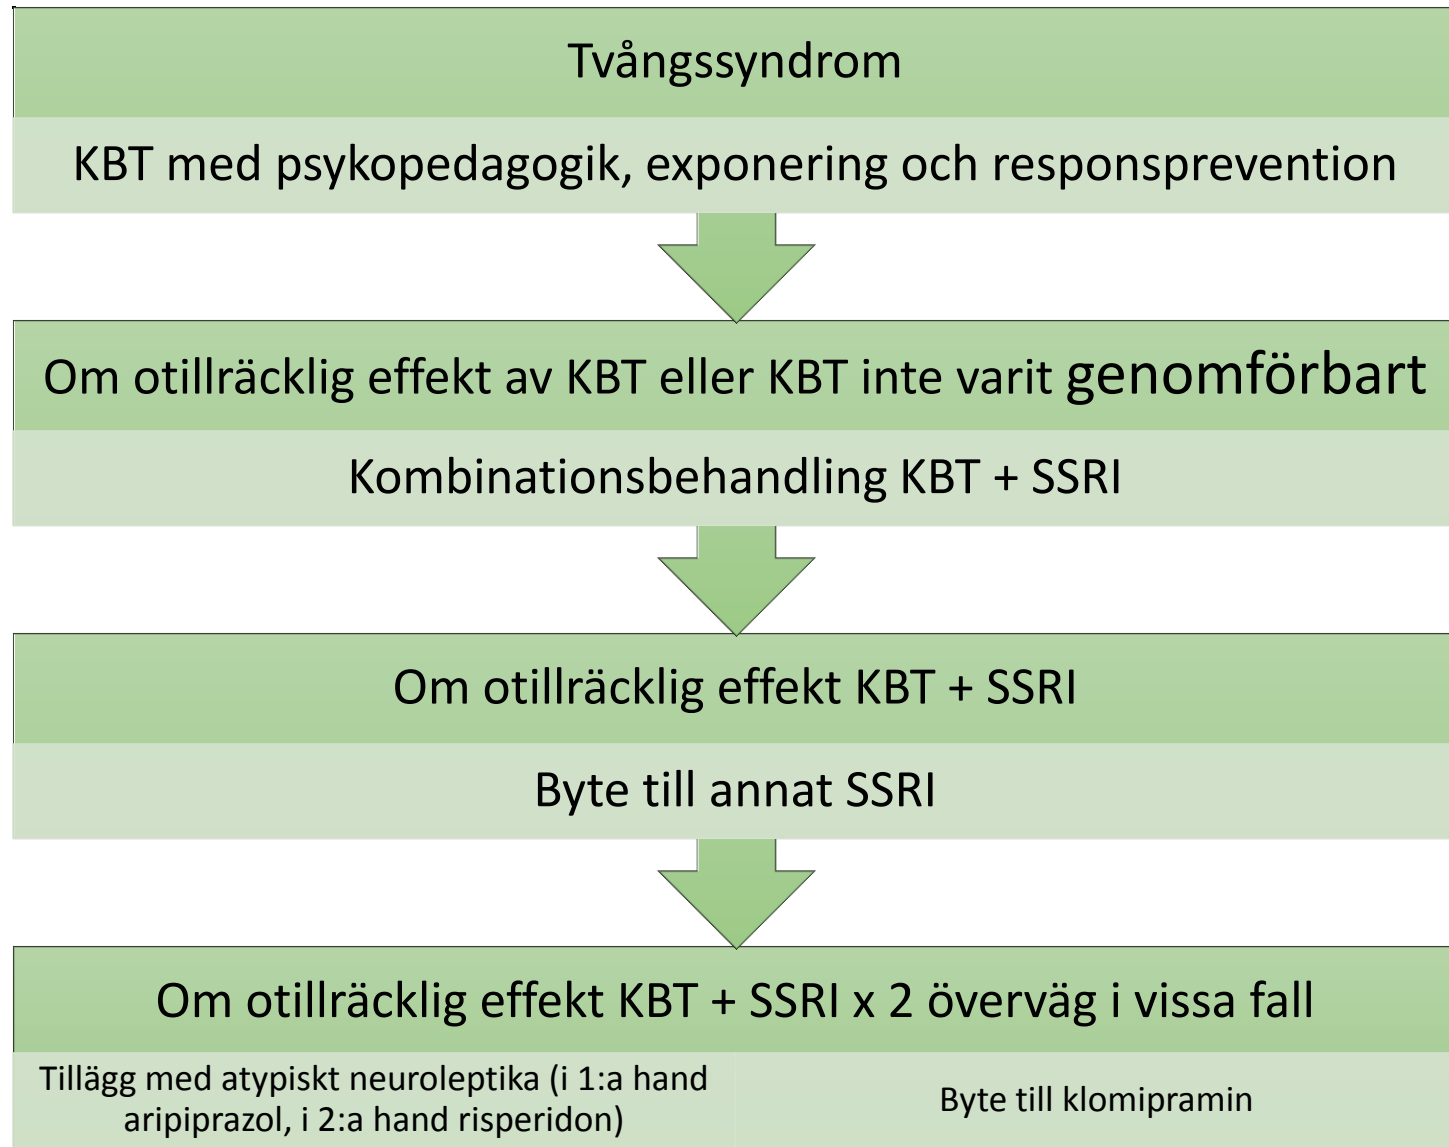 Tvångssyndrom
KBT med psykopedagogik, exponering och responsprevention
Om otillräcklig effekt av KBT eller KBT inte varit genomförbart
Kombinationsbehandling KBT + SSRI
Om otillräcklig effekt KBT + SSRI
Byte till annat SSRI
Om otillräcklig effekt KBT + SSRI x 2 överväg i vissa fall
Tillägg med atypiskt neuroleptika (i 1:a hand
aripiprazol, i 2:a hand risperidon)
Byte till klomipramin